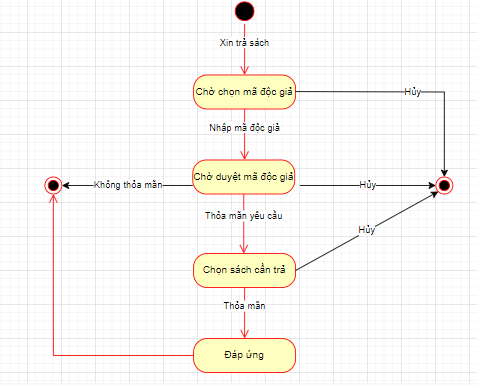 Xin trả sách
Chờ chọn mã độc giả
Hủy
Nhập mã độc giả
Chờ duyệt mã độc giả
Không thỏa mãn
Hủy
Thỏa mãn yêu cầu
Hủy
Chọn sách cần trả
Thỏa mãn
Đáp ứng